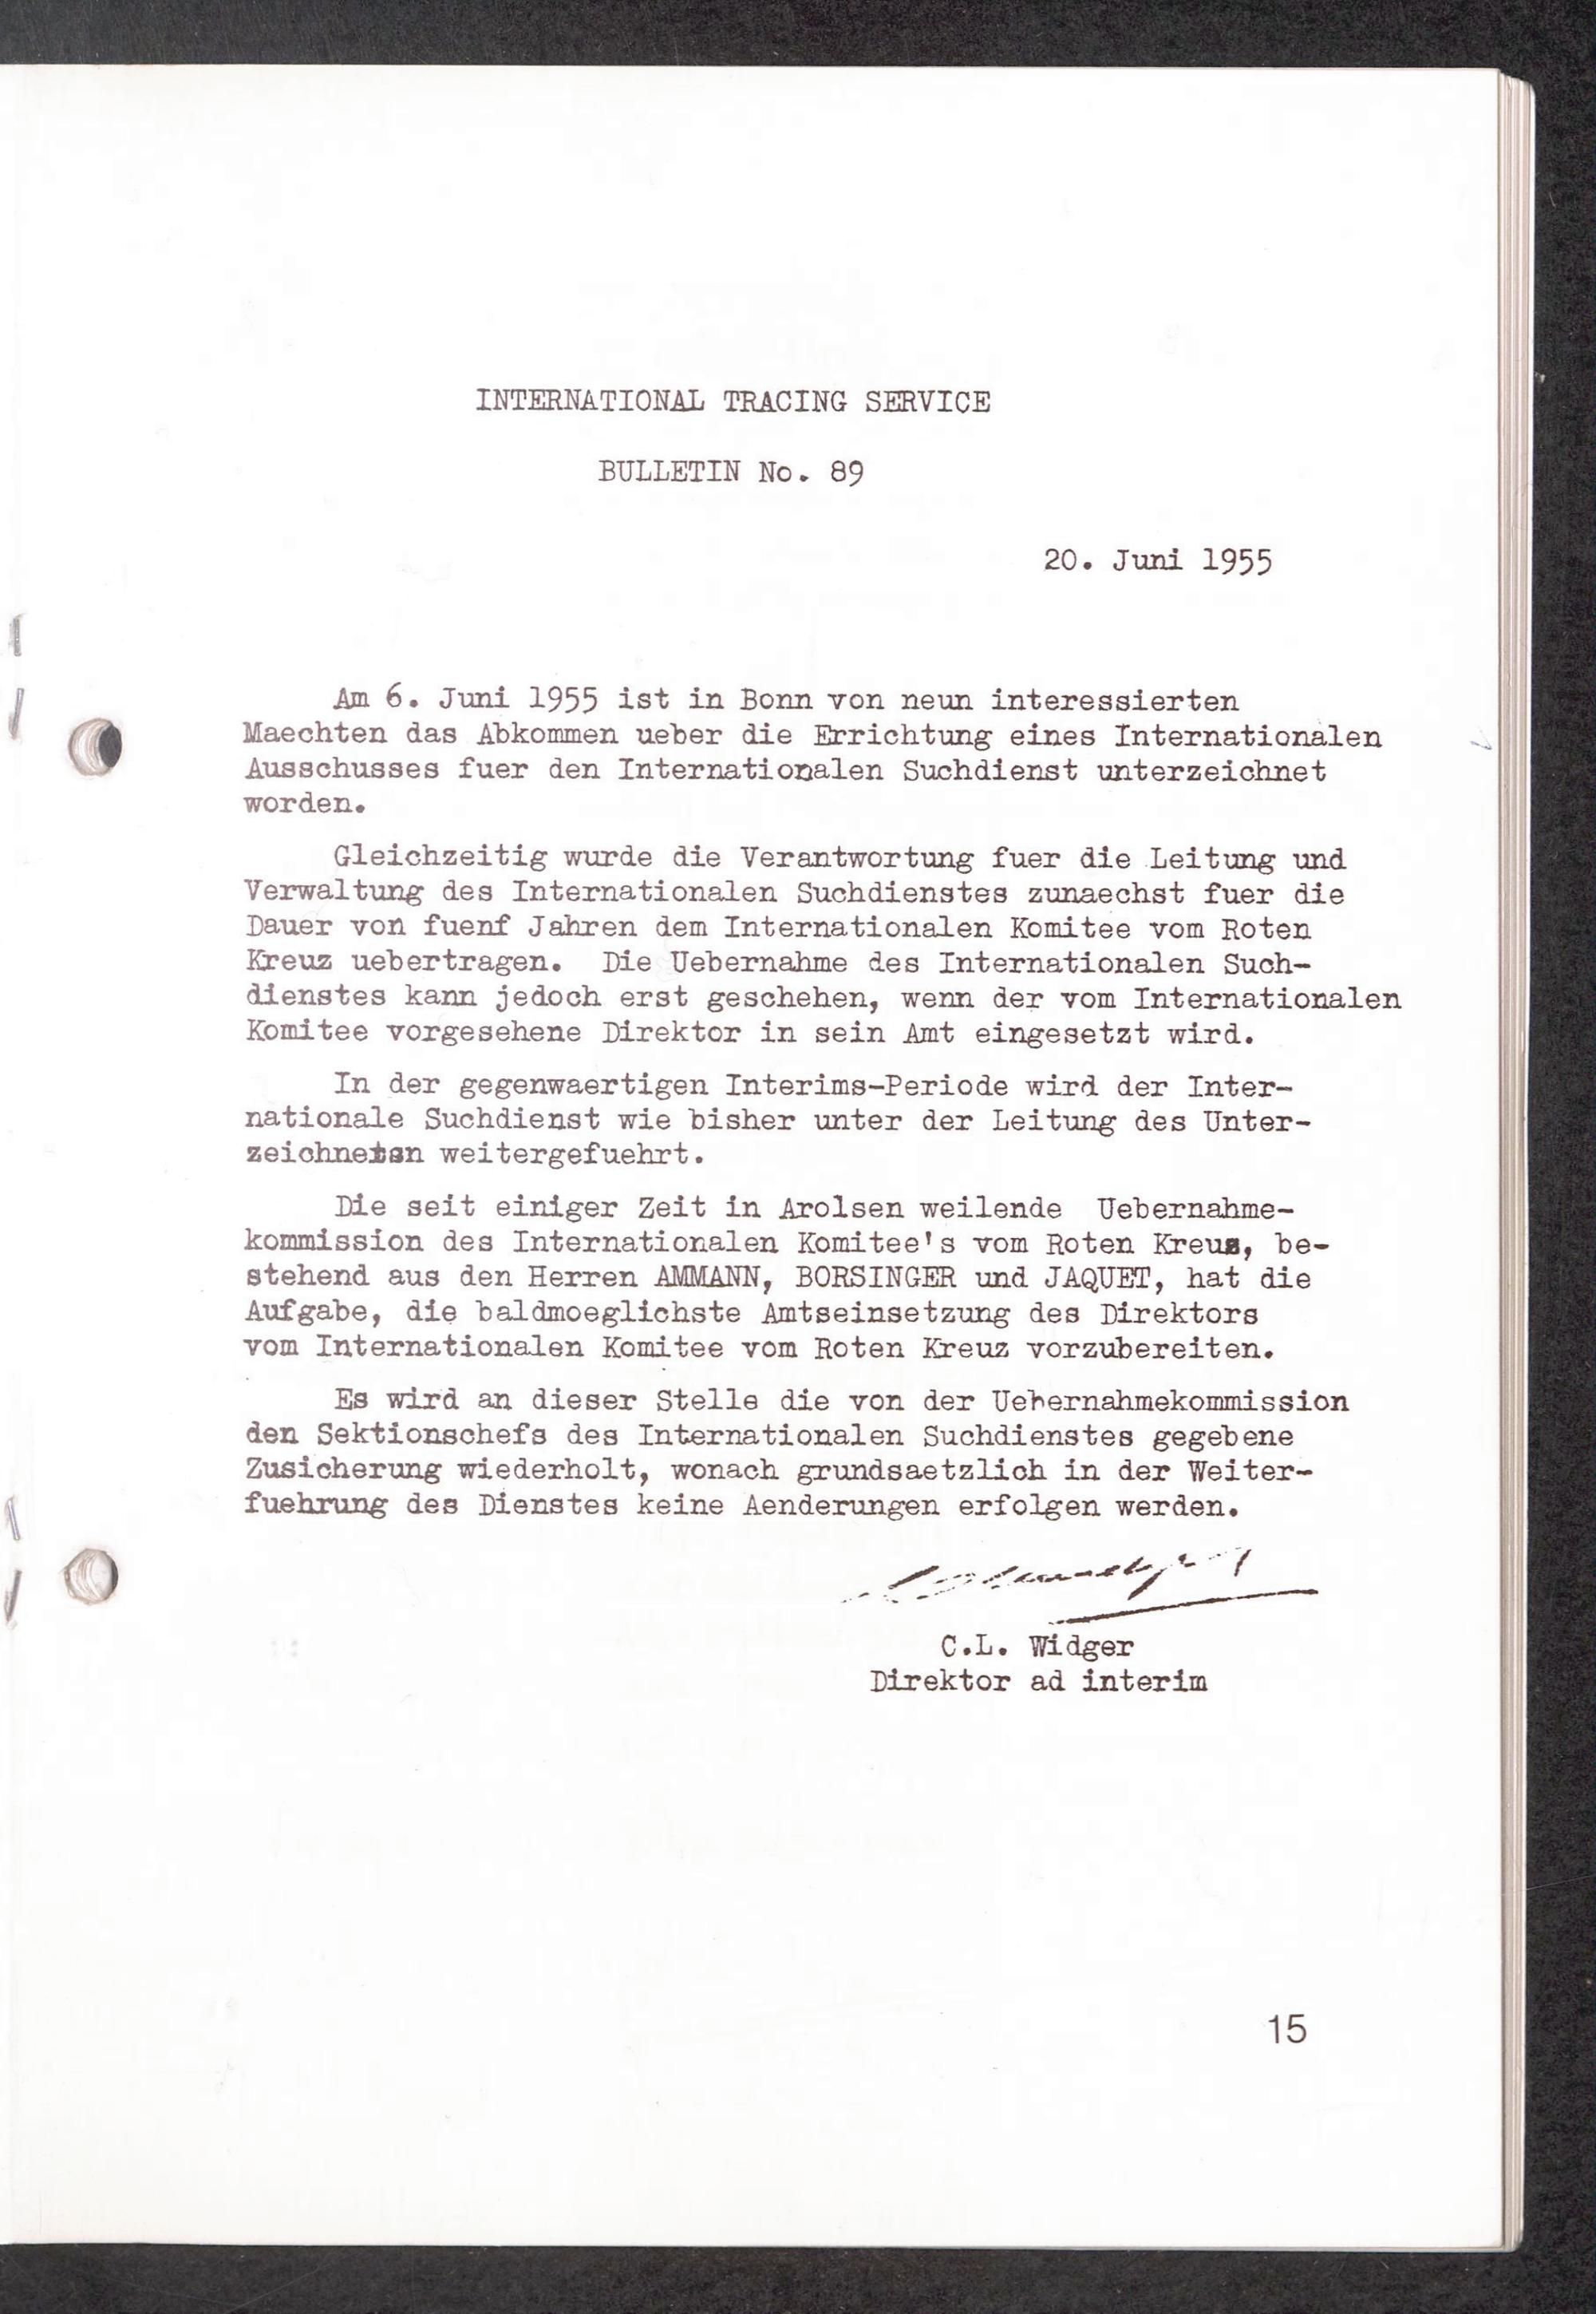 INTERNATIONAL TRACING SERVICE
BULLETIN No. 89
20. Juni 1955
Am 6. Juni 1955 ist in Bonn von neun interessierten
Maechten das Abkommen ueber die Errichtung eines Internationalen
Ausschusses fuer den Internationalen Suchdienst unterzeichnet
worden.
Gleichzeitig wurde die Verantwortung fuer die Leitung und
Verwaltung des Internationalen Suchdienstes zunaechst fuer die
Dauer von fuenf Jahren dem Internationalen Komitee vom Roten
Kreuz uebertragen. Die Uebernahme des Internationalen Such-
dienstes kann jedoch erst geschehen, wenn der vom Internationalen
Komitee vorgesehene Direktor in sein Amt eingesetzt wird.
In der gegenwaertigen Interims-Periode wird der Inter-
nationale Suchdienst wie bisher unter der Leitung des Unter-
zeichneten weitergefuehrt.
Die seit einiger Zeit in Arolsen weilende Uebernahme-
kommission des Internationalen Komitee's vom Roten Kreuz, be-
stehend aus den Herren AMMANN, BORSINGER und JAQUET, hat die
Aufgabe, die baldmoeglichste Amtseinsetzung des Direktors
vom Internationalen Komitee vom Roten Kreuz vorzubereiten.
Es wird an dieser Stelle die von der Uebernahmekommission
den Sektionschefs des Internationalen Suchdienstes gegebene
Zusicherung wiederholt, wonach grundsaetzlich in der Weiter-
fuehrung des Dienstes keine Aenderungen erfolgen werden.
C.L. Widger
Direktor ad interim
15